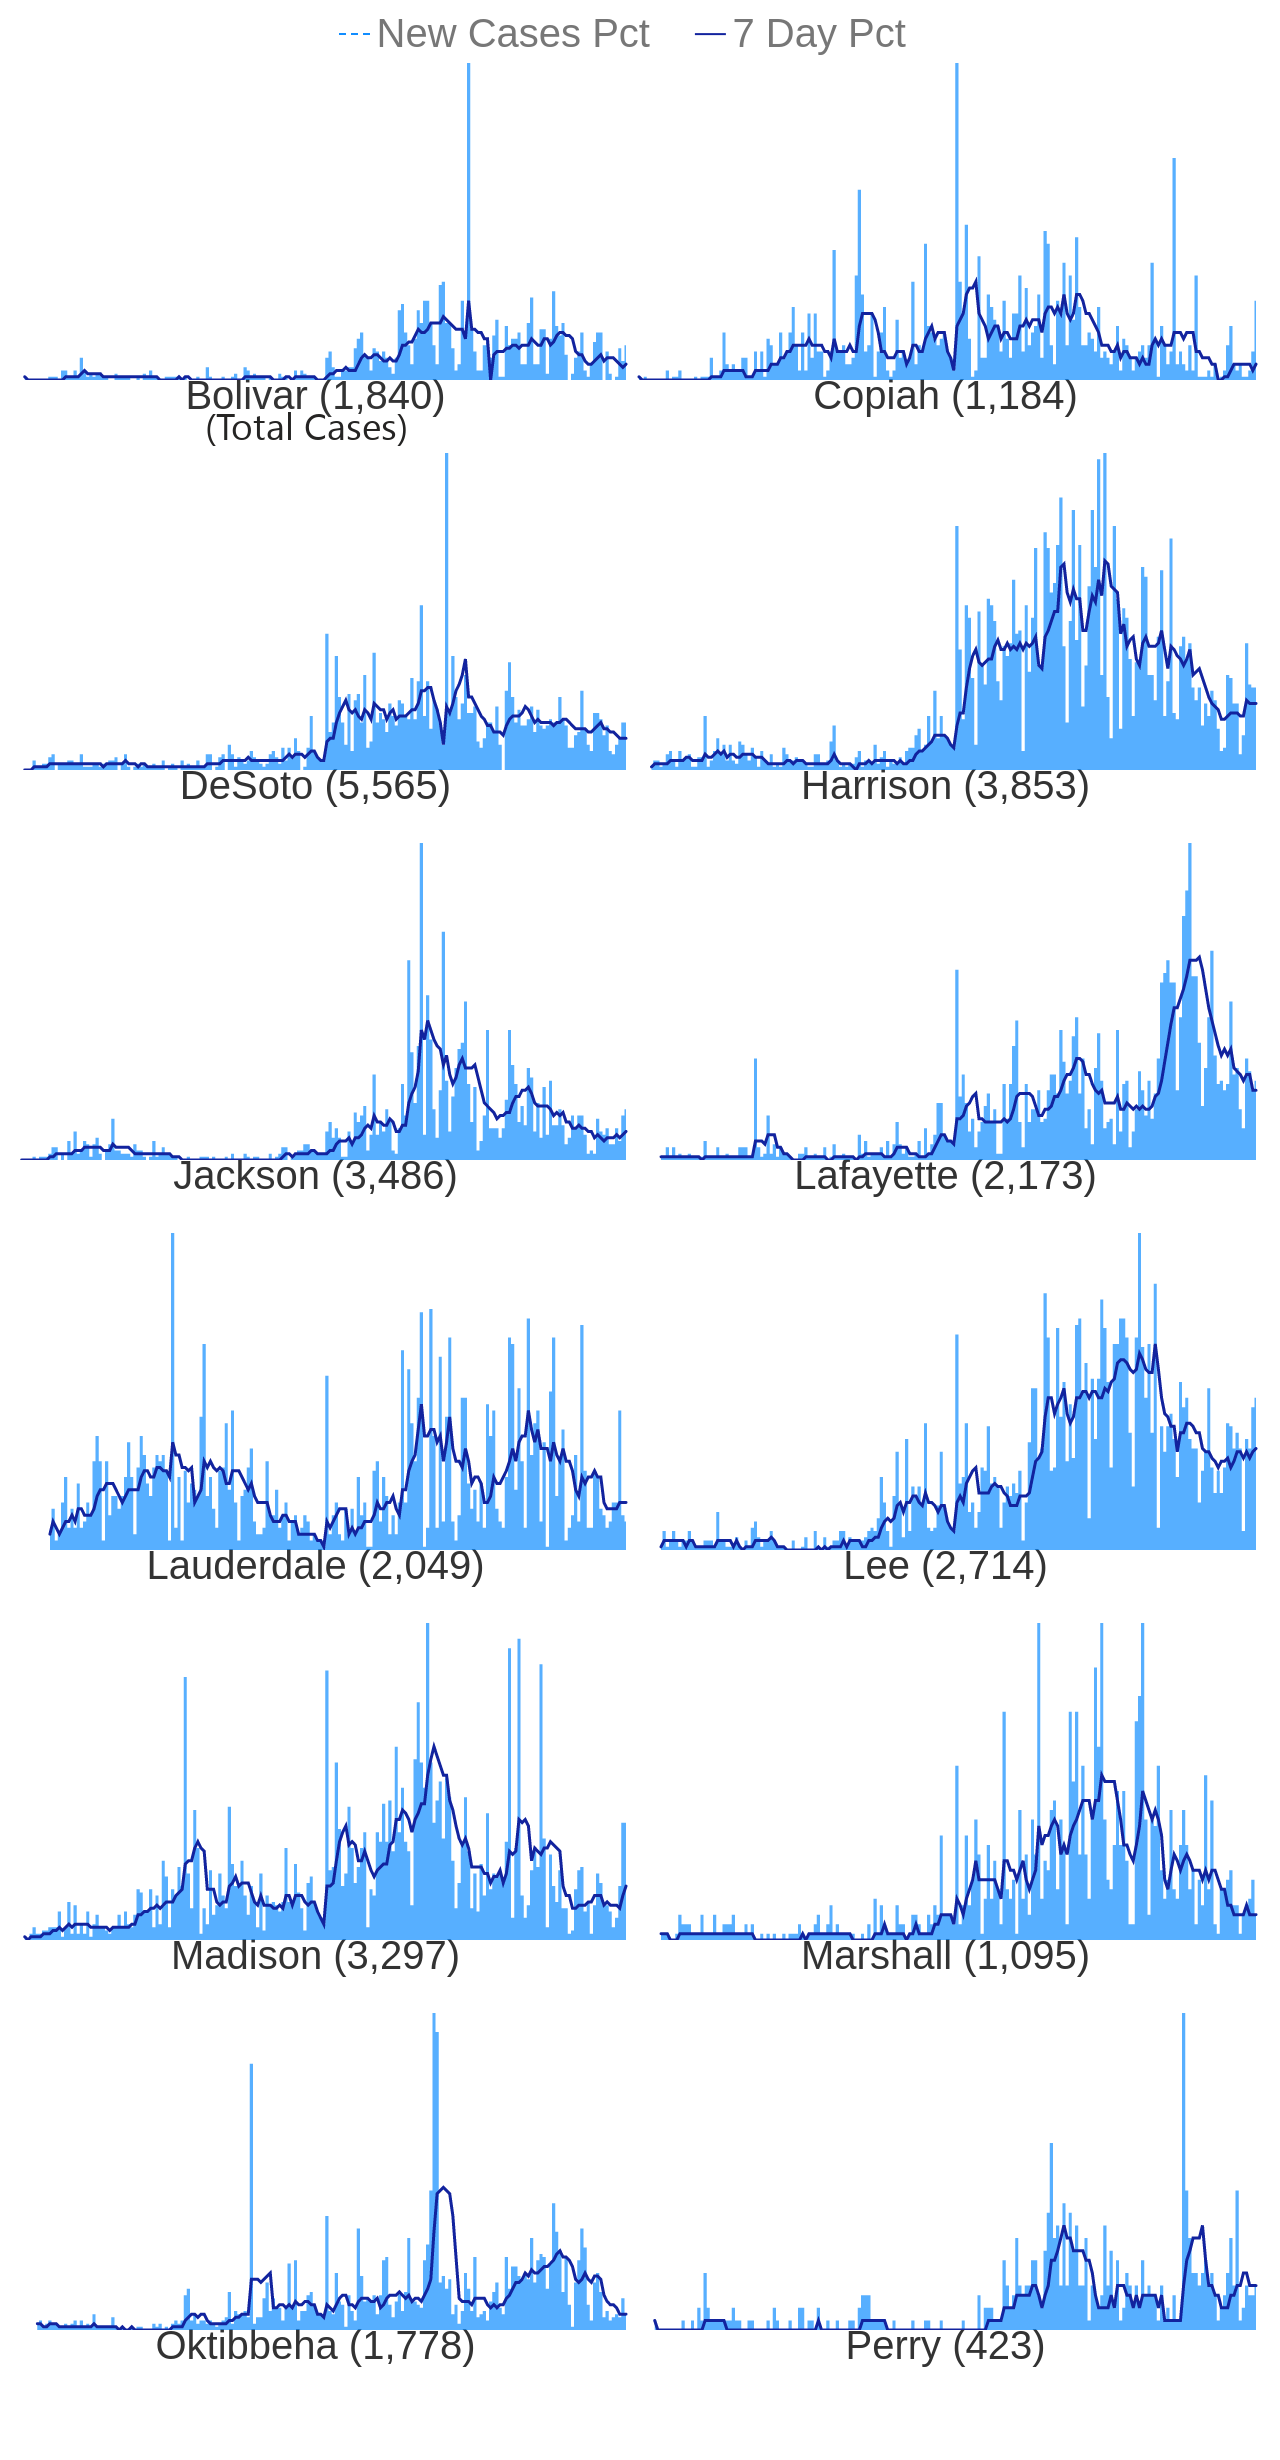 New Cases Pct 7 Day Pct
Bolivar (1,840) Copiah (1,184)
(Total Cases)
DeSoto (5,565) Harrison (3,853)
Jackson (3,486) Lafayette (2,173)
Lauderdale (2,049) Lee (2,714)
Madison (3,297) Marshall (1,095)
Oktibbeha (1,778) Perry (423)